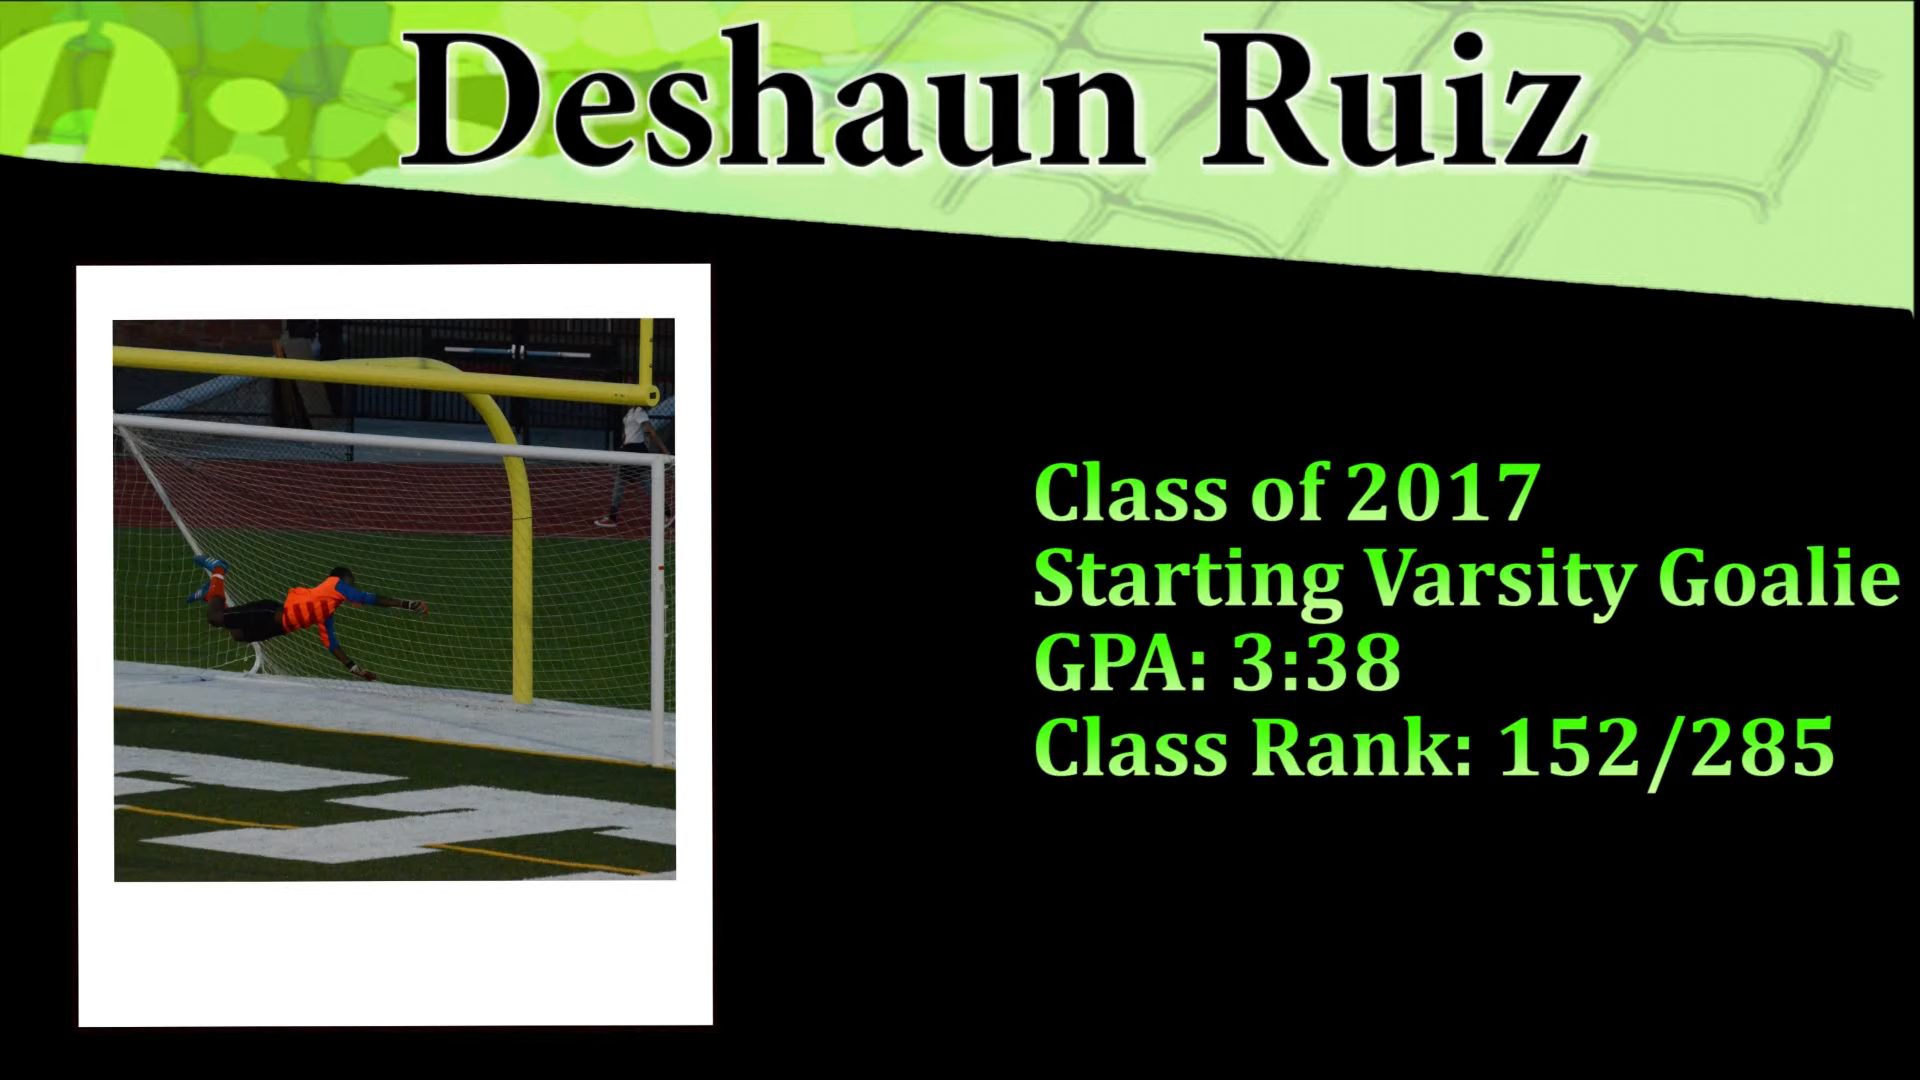 Deshaun Ruiz
Class of 2017
Starting Varsity Goalie
GPA: 3:38
Class Rank: 152/285